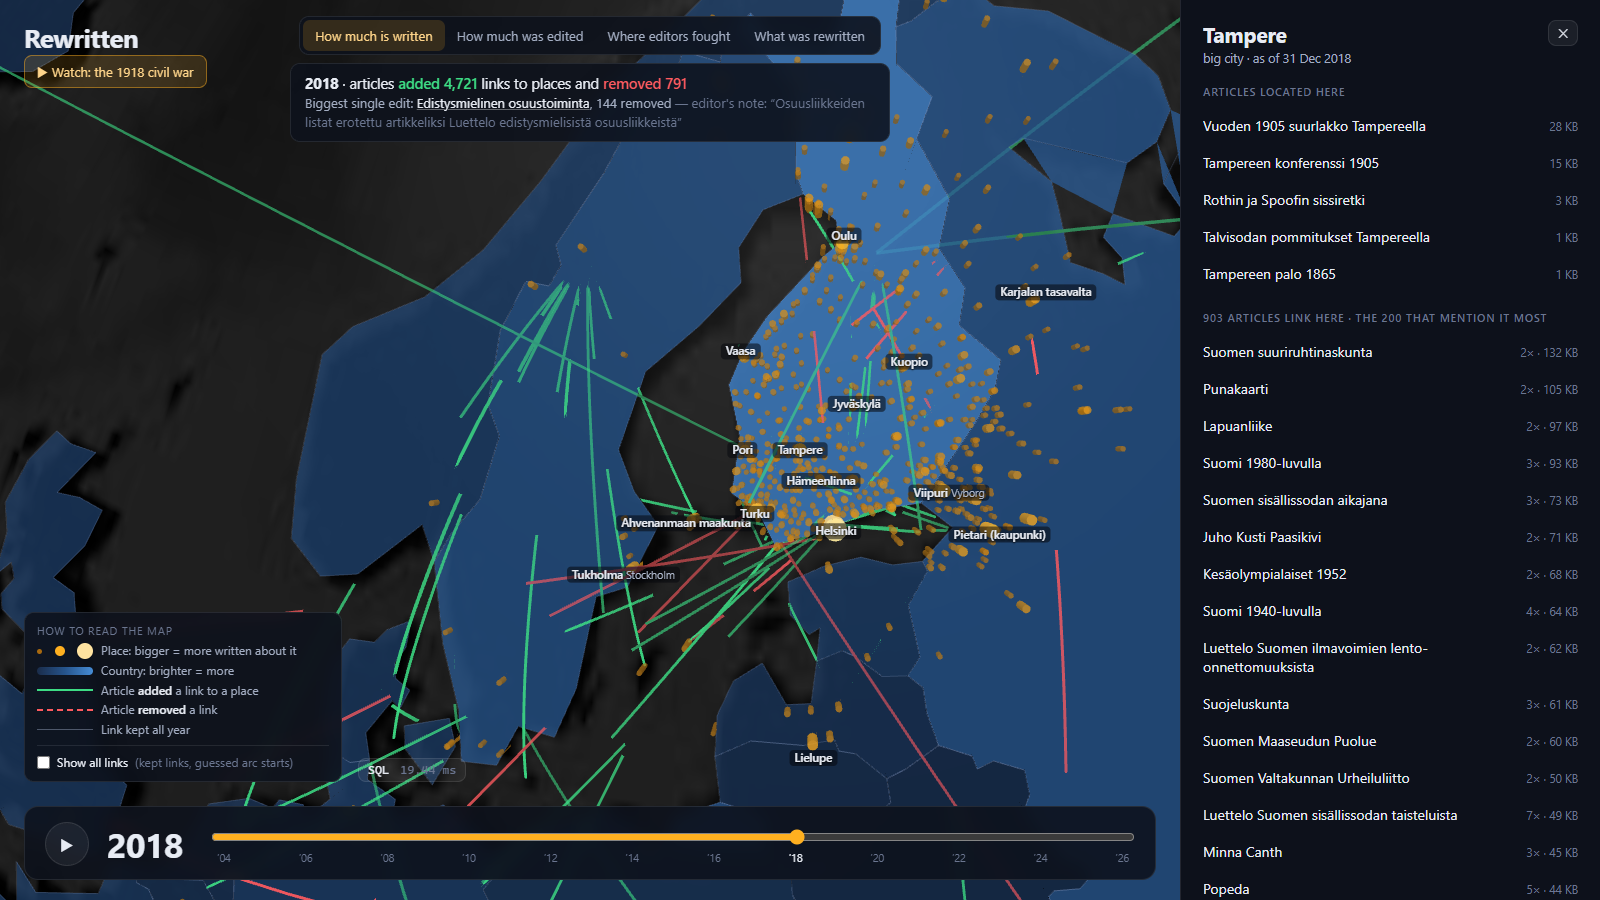 Rewritten
▶ Watch: the 1918 civil war
How much is written
How much was edited
Where editors fought
What was rewritten
2018 · articles added 4,721 links to places and removed 791
Biggest single edit: Edistysmielinen osuustoiminta, 144 removed — editor's note: "Osuusliikkeiden
listat erotettu artikkeliksi Luettelo edistysmielisistä osuusliikkeistä"
Oulu
Karjalan tasavalta
Vaasa
Kuopio
Jyväskylä
Pori
Tampere
Hämeenlinna
Viipuri Vyborg
Turku
Ahvenanmaan maakunta
Helsinki
Pietari (kaupunki)
Tukholma Stockholm
Lielupe
HOW TO READ THE MAP
Place: bigger = more written about it
Country: brighter = more
Article added a link to a place
Article removed a link
Link kept all year
Show all links (kept links, guessed arc starts)
SQL
ms
2018
'04
'06
'08
'10
'12
'14
'16
'18
'20
'22
'24
'26
Tampere
big city · as of 31 Dec 2018
ARTICLES LOCATED HERE
Vuoden 1905 suurlakko Tampereella 28 KB
Tampereen konferenssi 1905 15 KB
Rothin ja Spoofin sissiretki 3 KB
Talvisodan pommitukset Tampereella 1 KB
Tampereen palo 1865 1 KB
903 ARTICLES LINK HERE · THE 200 THAT MENTION IT MOST
Suomen suuriruhtinaskunta 2× · 132 KB
Punakaarti 2× · 105 KB
Lapuanliike 2× · 97 KB
Suomi 1980-luvulla 3× · 93 KB
Suomen sisällissodan aikajana 3× · 73 KB
Juho Kusti Paasikivi 2× · 71 KB
Kesäolympialaiset 1952 2× · 68 KB
Suomi 1940-luvulla 4× · 64 KB
Luettelo Suomen ilmavoimien lento- 2× · 62 KB
onnettomuuksista
Suojeluskunta 3× · 61 KB
Suomen Maaseudun Puolue 2× · 60 KB
Suomen Valtakunnan Urheiluliitto 2× · 50 KB
Luettelo Suomen sisällissodan taisteluista 7× · 49 KB
Minna Canth 3× · 45 KB
Popeda 5× · 44 KB